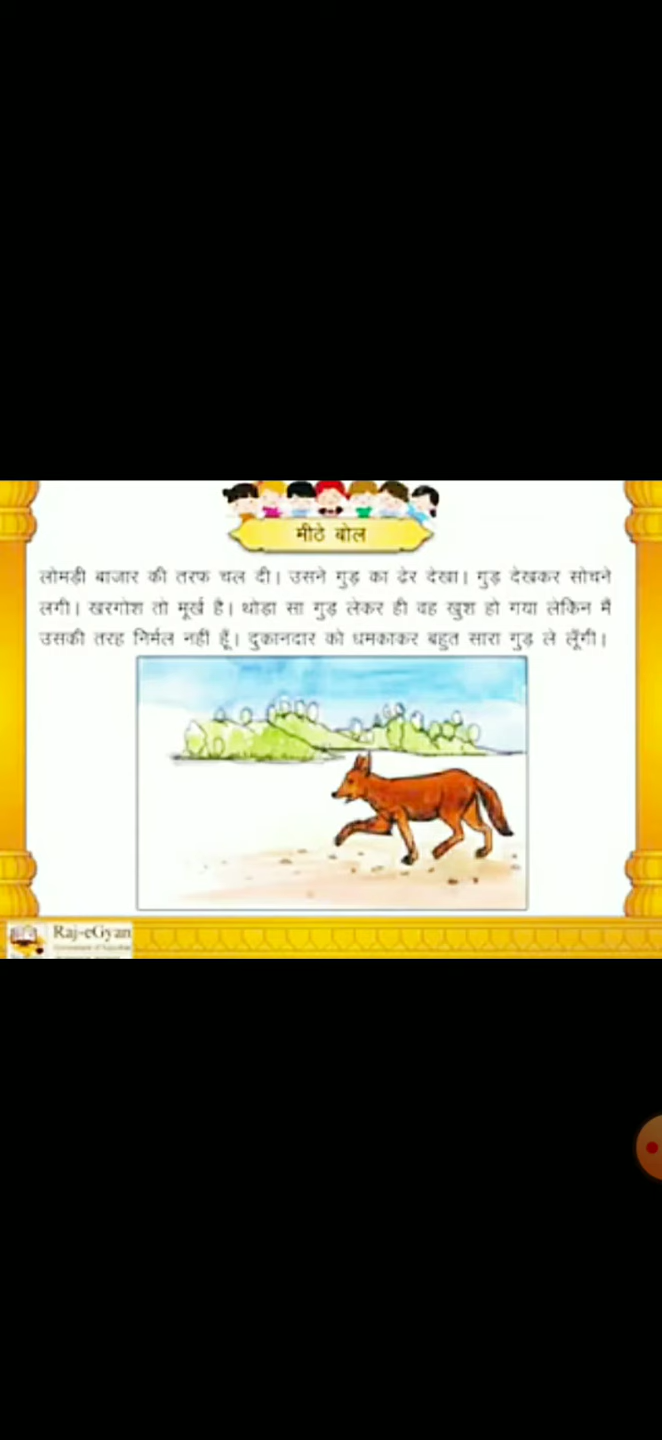 मीठे बोल
लोमड़ी बाजार की तरफ चल दी। उसने गुड़ का ढेर देखा। गुड़ देखकर सोचने
लगी। खरगोश तो मूर्ख है। थोड़ा सा गुड़ लेकर ही वह खुश हो गया लेकिन मैं
उसकी तरह निर्मल नहीं हूँ। दुकानदार को धमकाकर बहुत सारा गुड़ ले लूँगी।
Raj-eGyan